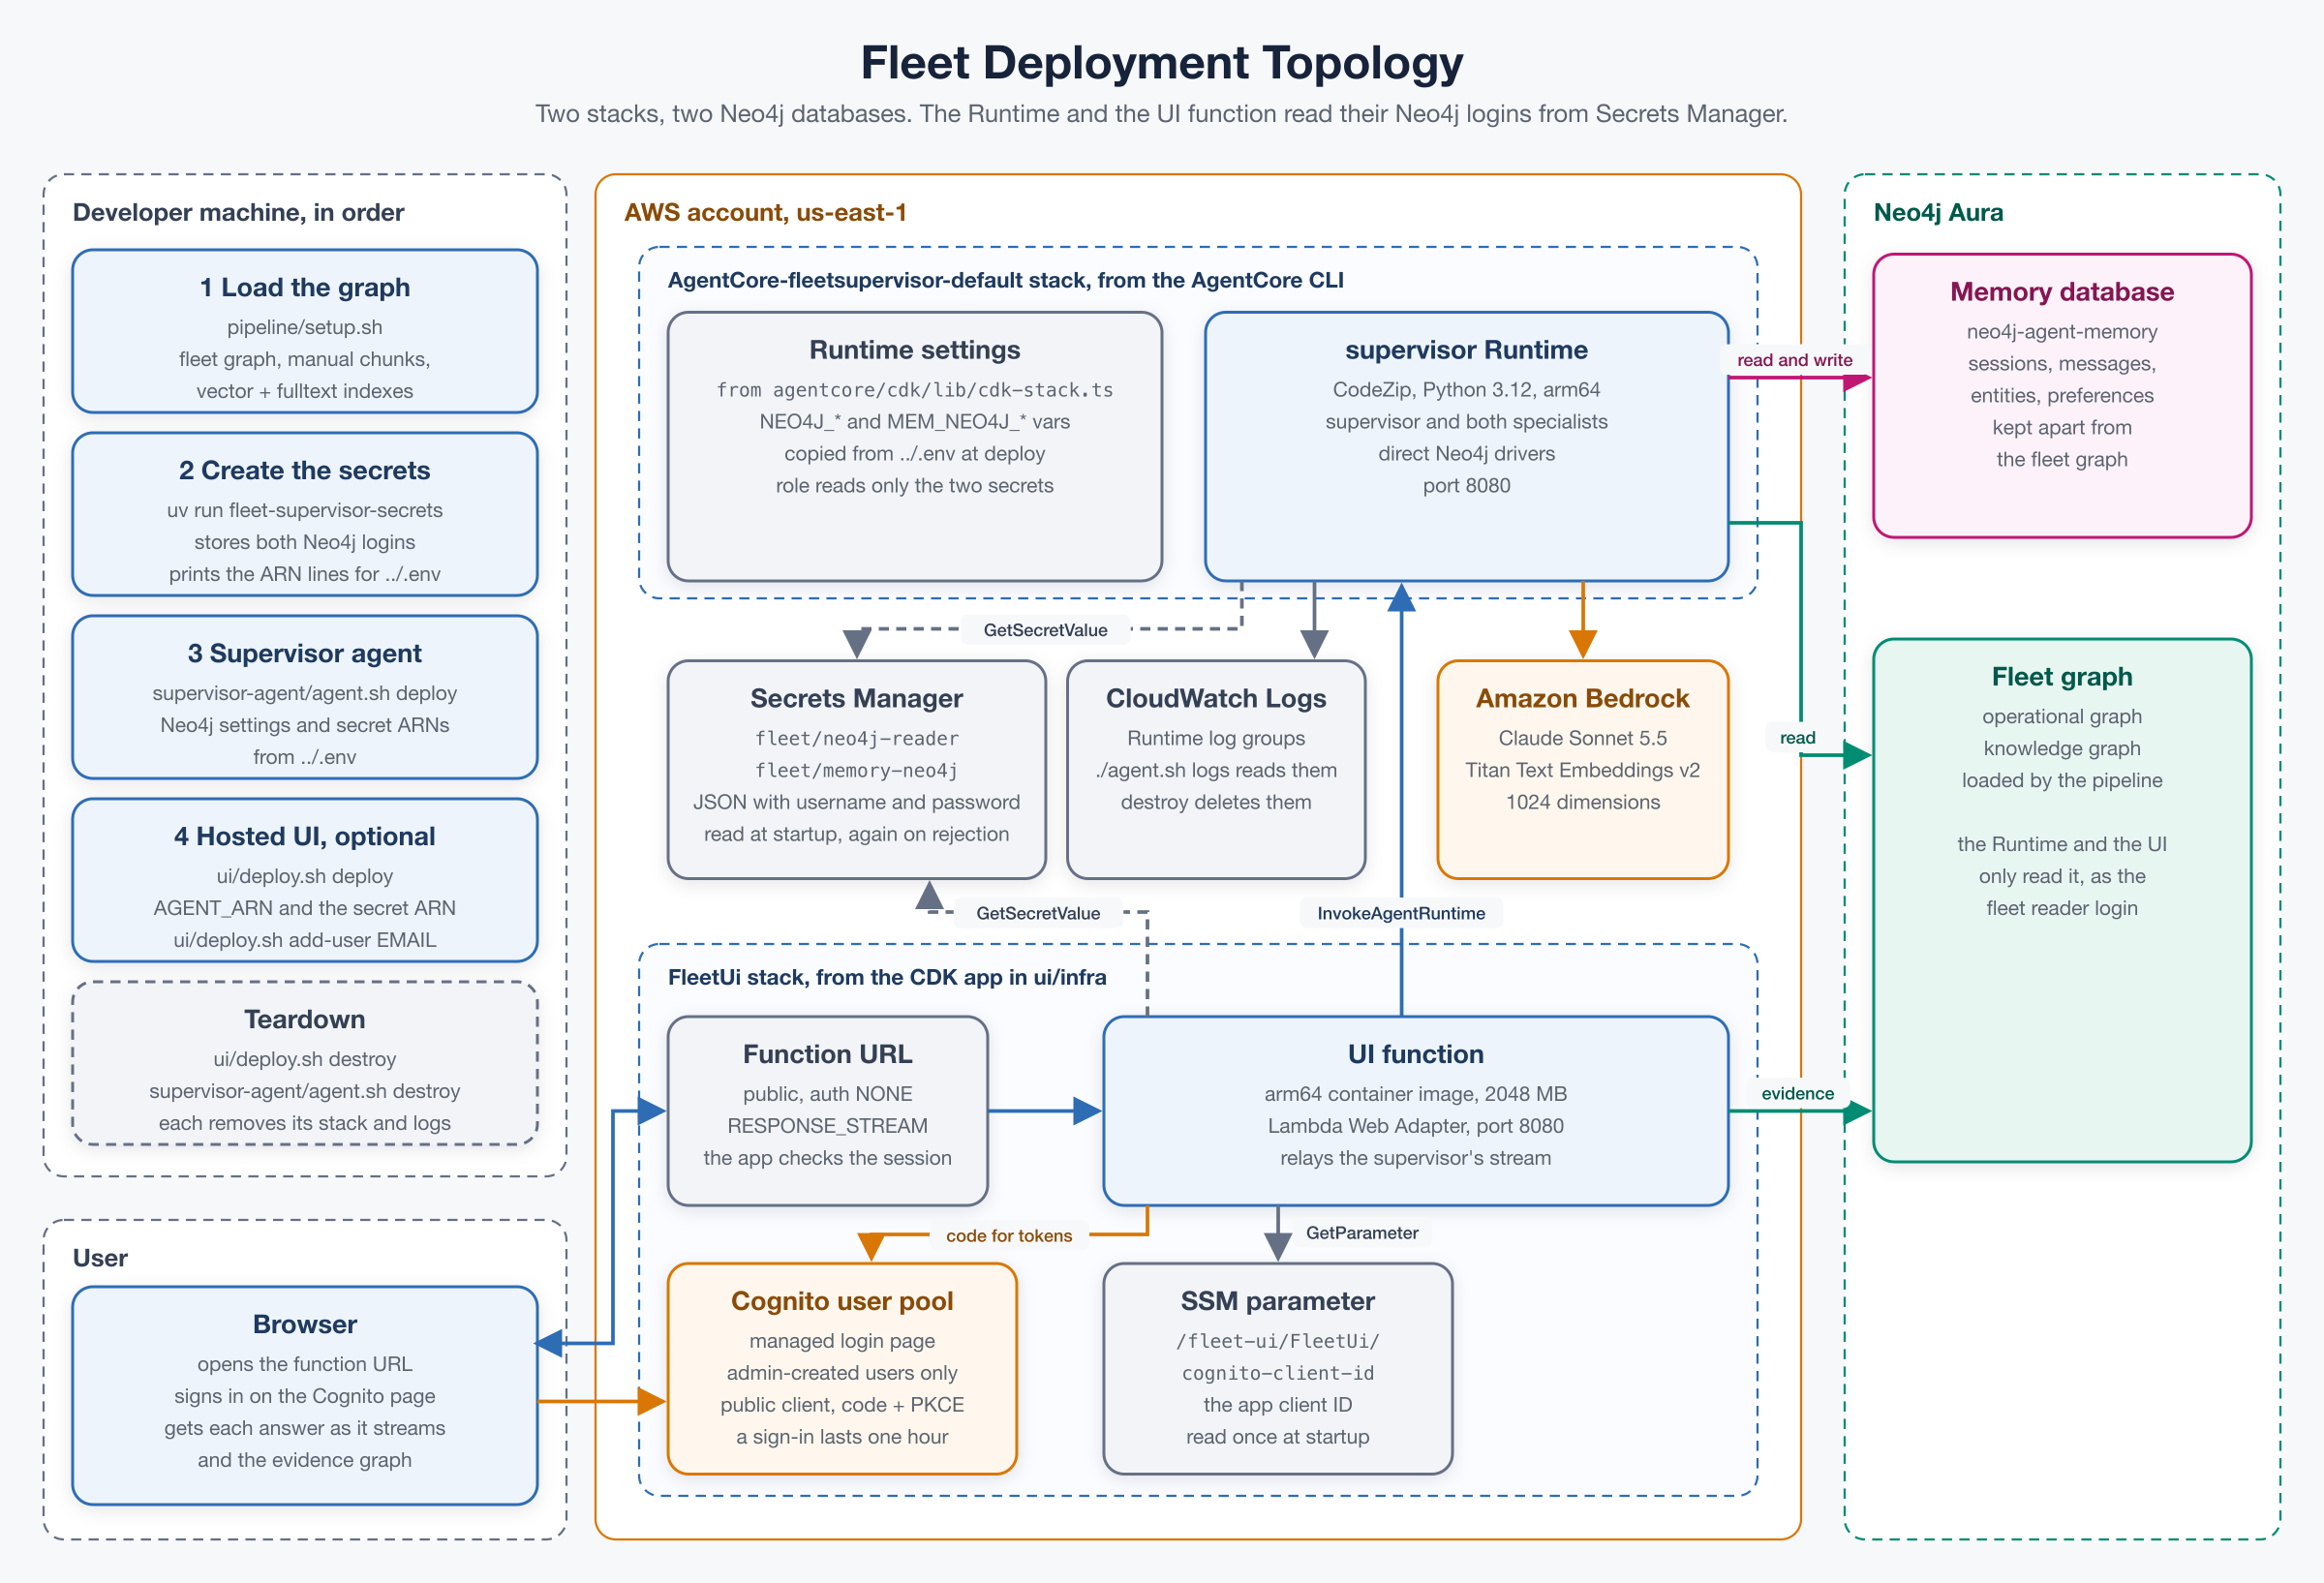 Fleet Deployment Topology
Two stacks, two Neo4j databases. The Runtime and the UI function read their Neo4j logins from Secrets Manager.
Developer machine, in order
1 Load the graph
pipeline/setup.sh
fleet graph, manual chunks,
vector + fulltext indexes
2 Create the secrets
uv run fleet-supervisor-secrets
stores both Neo4j logins
prints the ARN lines for ../.env
3 Supervisor agent
supervisor-agent/agent.sh deploy
Neo4j settings and secret ARNs
from ../.env
4 Hosted UI, optional
ui/deploy.sh deploy
AGENT_ARN and the secret ARN
ui/deploy.sh add-user EMAIL
Teardown
ui/deploy.sh destroy
supervisor-agent/agent.sh destroy
each removes its stack and logs
User
Browser
opens the function URL
signs in on the Cognito page
gets each answer as it streams
and the evidence graph
AWS account, us-east-1
AgentCore-fleetsupervisor-default stack, from the AgentCore CLI
Runtime settings
from agentcore/cdk/lib/cdk-stack.ts
NEO4J_* and MEM_NEO4J_* vars
copied from ../.env at deploy
role reads only the two secrets
supervisor Runtime
CodeZip, Python 3.12, arm64
supervisor and both specialists
direct Neo4j drivers
port 8080
GetSecretValue
Secrets Manager
fleet/neo4j-reader
fleet/memory-neo4j
JSON with username and password
read at startup, again on rejection
CloudWatch Logs
Runtime log groups
./agent.sh logs reads them
destroy deletes them
Amazon Bedrock
Claude Sonnet 5.5
Titan Text Embeddings v2
1024 dimensions
GetSecretValue
InvokeAgentRuntime
FleetUi stack, from the CDK app in ui/infra
Function URL
public, auth NONE
RESPONSE_STREAM
the app checks the session
UI function
arm64 container image, 2048 MB
Lambda Web Adapter, port 8080
relays the supervisor's stream
code for tokens
GetParameter
Cognito user pool
managed login page
admin-created users only
public client, code + PKCE
a sign-in lasts one hour
SSM parameter
/fleet-ui/FleetUi/
cognito-client-id
the app client ID
read once at startup
read and write
read
evidence
Neo4j Aura
Memory database
neo4j-agent-memory
sessions, messages,
entities, preferences
kept apart from
the fleet graph
Fleet graph
operational graph
knowledge graph
loaded by the pipeline
the Runtime and the UI
only read it, as the
fleet reader login